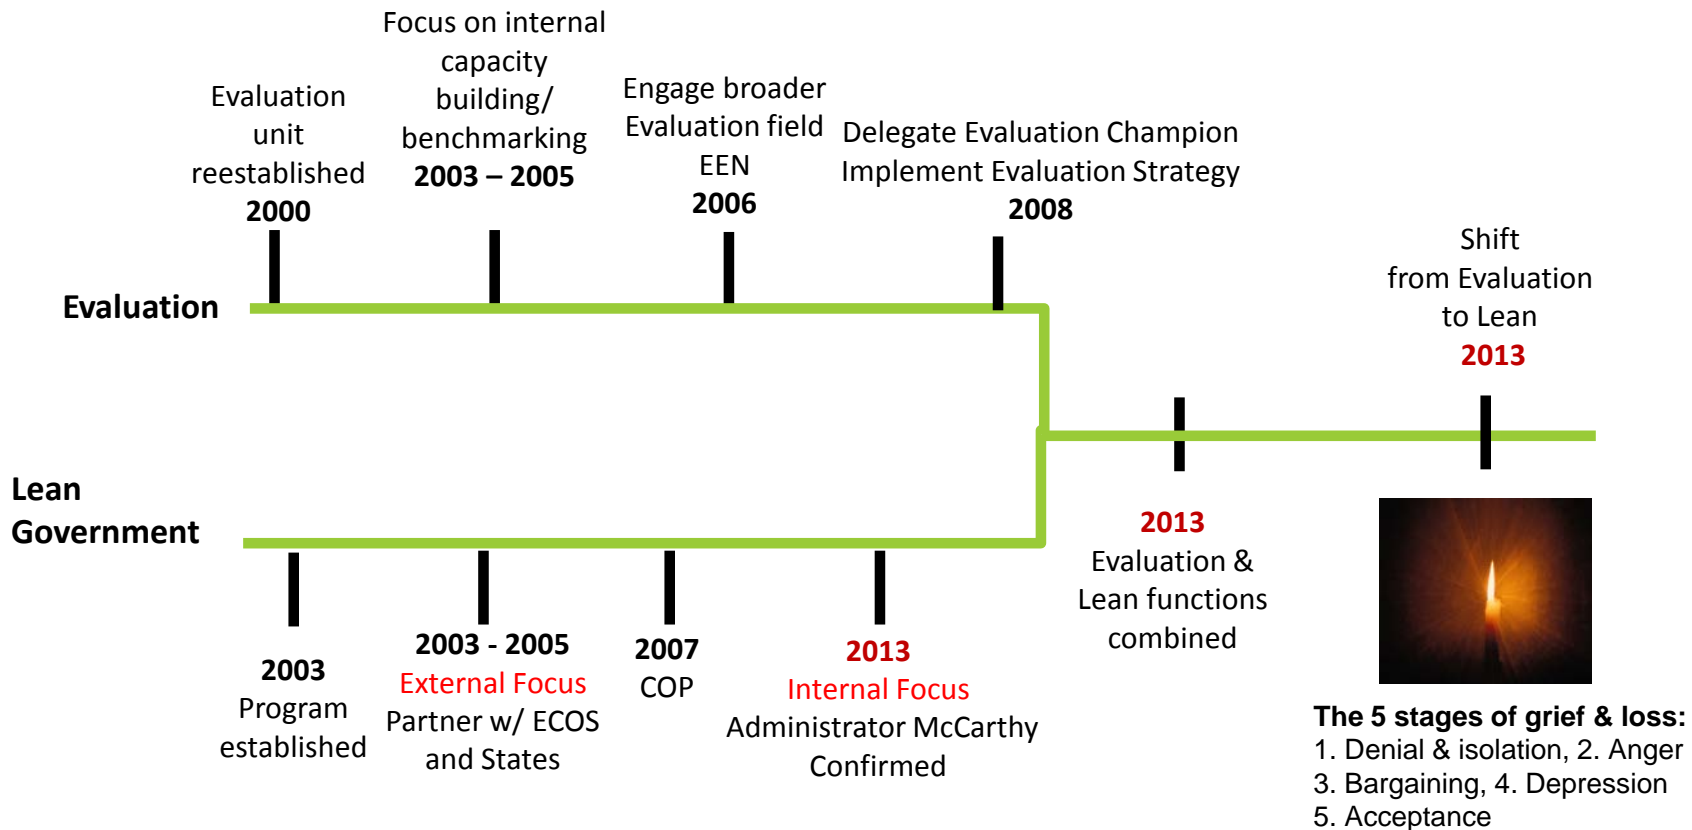 Evaluation
unit
reestablished
2000
Focus on internal
capacity
building/
benchmarking
2003 – 2005
Engage broader
Evaluation field
EEN
2006
Delegate Evaluation Champion
Implement Evaluation Strategy
2008
Shift
from Evaluation
to Lean
2013
Evaluation
Lean
Government
2003
Program
established
2003 - 2005
External Focus
Partner w/ ECOS
and States
2007
COP
2013
Internal Focus
Administrator McCarthy
Confirmed
2013
Evaluation &
Lean functions
combined
The 5 stages of grief & loss:
1. Denial & isolation, 2. Anger
3. Bargaining, 4. Depression
5. Acceptance